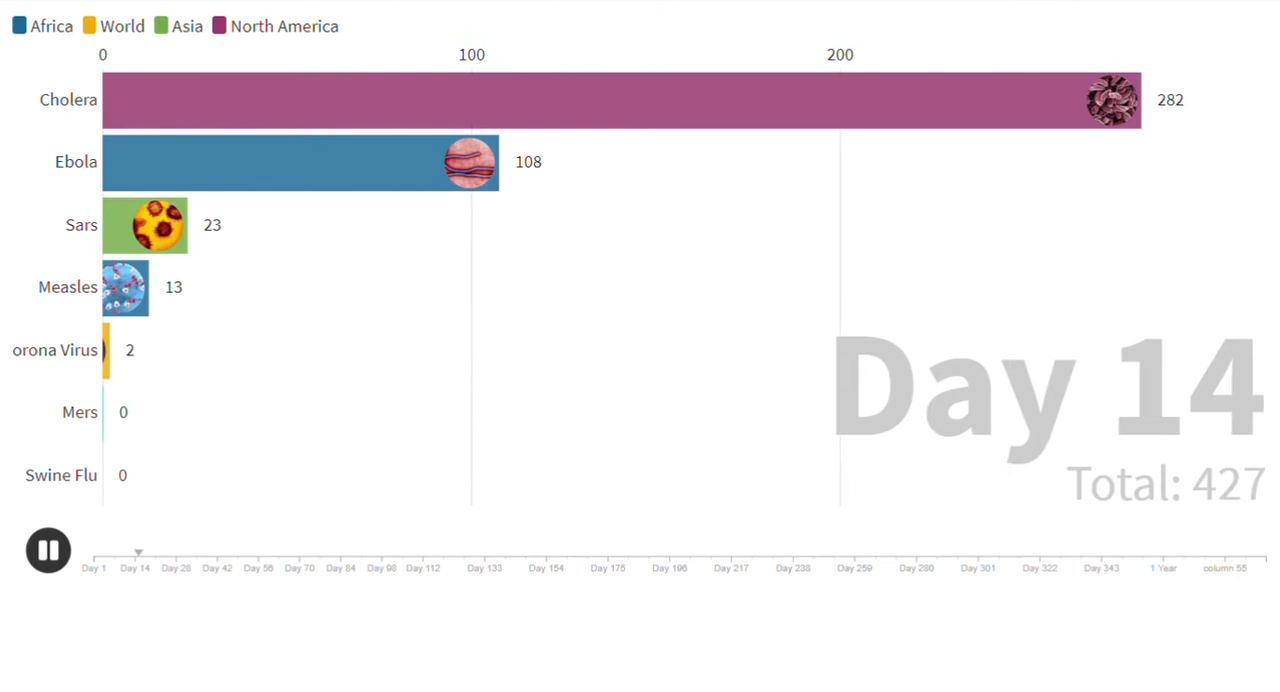 Africa World Asia North America
0 100 200
Cholera 282
Ebola 108
Sars 23
Measles 13
orona Virus 2
Mers 0
Swine Flu 0
Day 14
Total: 427
Day 1 Day 14 Day 28 Day 42 Day 56 Day 70 Day 84 Day 98 Day 112 Day 133 Day 154 Day 175 Day 196 Day 217 Day 238 Day 259 Day 280 Day 301 Day 322 Day 343 1 Year column 55